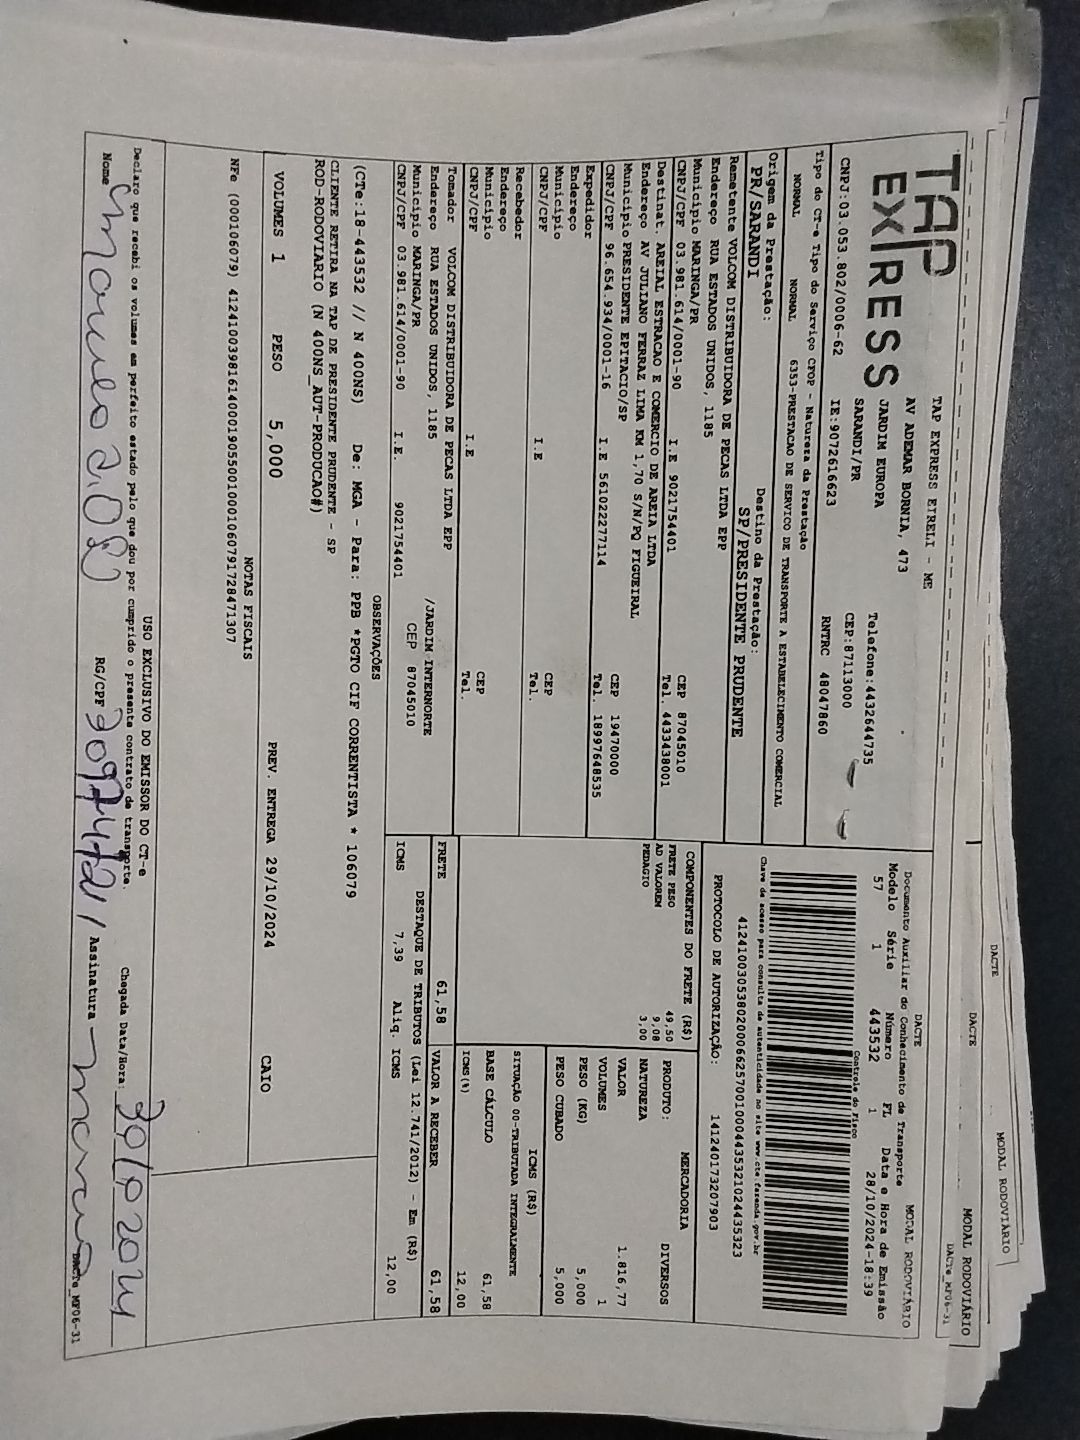 TAP
EXPRESS
TAP EXPRESS EIRELI - ME
AV ADEMAR BORNIA, 473
JARDIM EUROPA
SARANDI/PR
Telefone:4432644735
CEP:87113000
CNPJ:03.053.802/0006-62 IE:9072616623 RNTRC 48047860
Tipo do CT-e Tipo do Serviço CFOP - Natureza da Prestação
NORMAL NORMAL 6353-PRESTACAO DE SERVICO DE TRANSPORTE A ESTABELECIMENTO COMERCIAL
Origem da Prestação: Destino da Prestação:
PR/SARANDI SP/PRESIDENTE PRUDENTE
Remetente VOLCOM DISTRIBUIDORA DE PECAS LTDA EPP
Endereço RUA ESTADOS UNIDOS, 1185
Município MARINGA/PR CEP 87045010
CNPJ/CPF 03.981.614/0001-90 I.E 9021754401 Tel. 4433438001
Destinat. AREIAL ESTRACAO E COMERCIO DE AREIA LTDA
Endereço AV JULIANO FERRAZ LIMA KM 1,70 S/N/PQ FIGUEIRAL
Município PRESIDENTE EPITACIO/SP CEP 19470000
CNPJ/CPF 96.654.934/0001-16 I.E 561022277114 Tel. 18997648535
Expedidor
Endereço
Município CEP
CNPJ/CPF I.E Tel.
Recebedor
Endereço
Município CEP
CNPJ/CPF I.E Tel.
Tomador VOLCOM DISTRIBUIDORA DE PECAS LTDA EPP
Endereço RUA ESTADOS UNIDOS, 1185 /JARDIM INTERNORTE
Município MARINGA/PR CEP 87045010
CNPJ/CPF 03.981.614/0001-90 I.E. 9021754401
DACTE MODAL RODOVIÁRIO
Documento Auxiliar do Conhecimento de Transporte
Modelo Série Número FL Data e Hora de Emissão
57 1 443532 1 28/10/2024-18:39
Controle do Fisco
Chave de acesso para consulta de autenticidade no site www.cte.fazenda.gov.br
41241003053802000662570010004435321024435323
PROTOCOLO DE AUTORIZAÇÃO: 141240173207903
COMPONENTES DO FRETE (R$)
FRETE PESO 49,50
AD VALOREM 9,08
PEDAGIO 3,00
MERCADORIA
PRODUTO: DIVERSOS
NATUREZA
VALOR 1.816,77
VOLUMES 1
PESO (KG) 5,000
PESO CUBADO 5,000
ICMS (R$)
SITUAÇÃO 00-TRIBUTADA INTEGRALMENTE
BASE CÁLCULO 61,58
ICMS(%) 12,00
FRETE 61,58 VALOR A RECEBER 61,58
DESTAQUE DE TRIBUTOS (Lei 12.741/2012) - Em (R$)
ICMS 7,39 Aliq. ICMS 12,00
OBSERVAÇÕES
(CTe:18-443532 // N 400NS) De: MGA - Para: PPB *PGTO CIF CORRENTISTA * 106079
CLIENTE RETIRA NA TAP DE PRESIDENTE PRUDENTE - SP
ROD-RODOVIARIO (N 400NS_AUT-PRODUCAO#)
VOLUMES 1 PESO 5,000 PREV. ENTREGA 29/10/2024 CAIO
NOTAS FISCAIS
NFe (000106079) 41241003981614000190550010001060791728471307
USO EXCLUSIVO DO EMISSOR DO CT-e
Declaro que recebi os volumes em perfeito estado pelo que dou por cumprido o presente contrato de transporte. Chegada Data/Hora:
Nome RG/CPF Assinatura
DACTe_MF06-31
DACTE MODAL RODOVIÁRIO
DACTe_MF06-31
DACTE MODAL RODOVIÁRIO